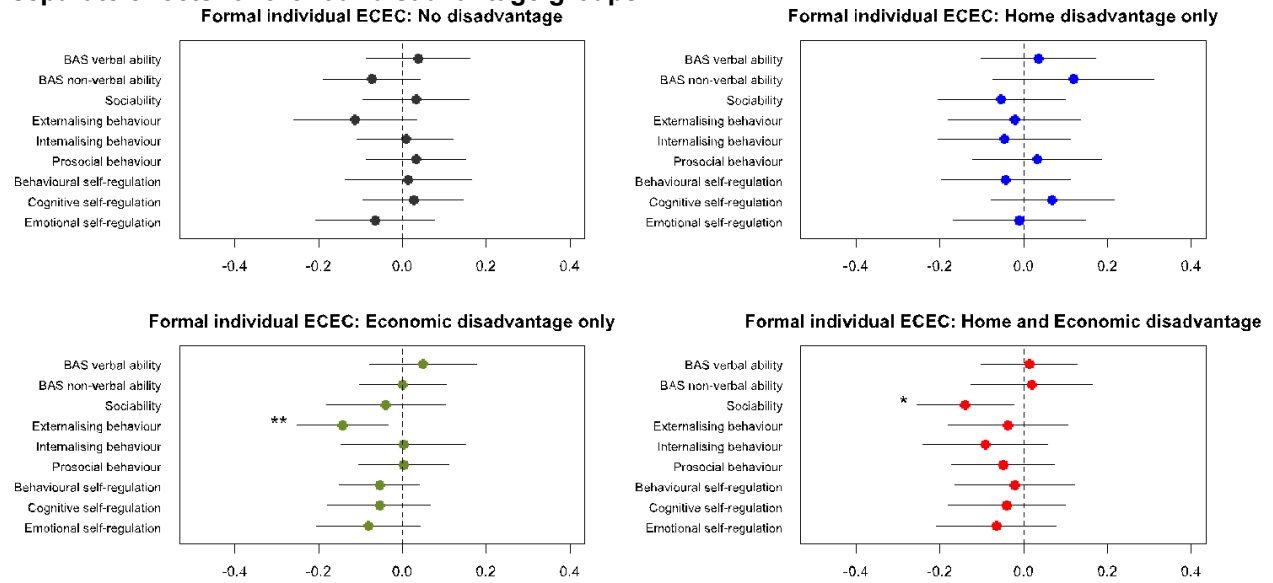 Formal individual ECEC: No disadvantage
BAS verbal ability
BAS non-verbal ability
Sociability
Externalising behaviour
Internalising behaviour
Prosocial behaviour
Behavioural self-regulation
Cognitive self-regulation
Emotional self-regulation
-0.4 -0.2 0.0 0.2 0.4
Formal individual ECEC: Home disadvantage only
BAS verbal ability
BAS non-verbal ability
Sociability
Externalising behaviour
Internalising behaviour
Prosocial behaviour
Behavioural self-regulation
Cognitive self-regulation
Emotional self-regulation
-0.4 -0.2 0.0 0.2 0.4
Formal individual ECEC: Economic disadvantage only
BAS verbal ability
BAS non-verbal ability
Sociability
Externalising behaviour **
Internalising behaviour
Prosocial behaviour
Behavioural self-regulation
Cognitive self-regulation
Emotional self-regulation
-0.4 -0.2 0.0 0.2 0.4
Formal individual ECEC: Home and Economic disadvantage
BAS verbal ability
BAS non-verbal ability
Sociability *
Externalising behaviour
Internalising behaviour
Prosocial behaviour
Behavioural self-regulation
Cognitive self-regulation
Emotional self-regulation
-0.4 -0.2 0.0 0.2 0.4